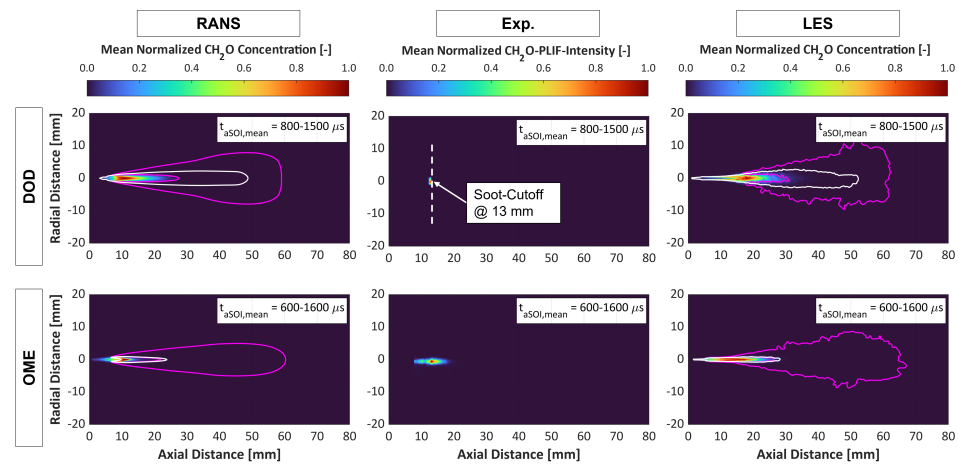 RANS
Exp.
LES
Mean Normalized CH2O Concentration [-]
Mean Normalized CH2O-PLIF-Intensity [-]
Mean Normalized CH2O Concentration [-]
0.0 0.2 0.4 0.6 0.8 1.0
0.0 0.2 0.4 0.6 0.8 1.0
0.0 0.2 0.4 0.6 0.8 1.0
DOD
Radial Distance [mm]
20
10
0
-10
-20
taSOI,mean = 800-1500 μs
0 10 20 30 40 50 60 70 80
20
10
0
-10
-20
taSOI,mean = 800-1500 μs
Soot-Cutoff
@ 13 mm
0 10 20 30 40 50 60 70 80
20
10
0
-10
-20
taSOI,mean = 800-1500 μs
0 10 20 30 40 50 60 70 80
OME
Radial Distance [mm]
20
10
0
-10
-20
taSOI,mean = 600-1600 μs
0 10 20 30 40 50 60 70 80
Axial Distance [mm]
20
10
0
-10
-20
taSOI,mean = 600-1600 μs
0 10 20 30 40 50 60 70 80
Axial Distance [mm]
20
10
0
-10
-20
taSOI,mean = 600-1600 μs
0 10 20 30 40 50 60 70 80
Axial Distance [mm]